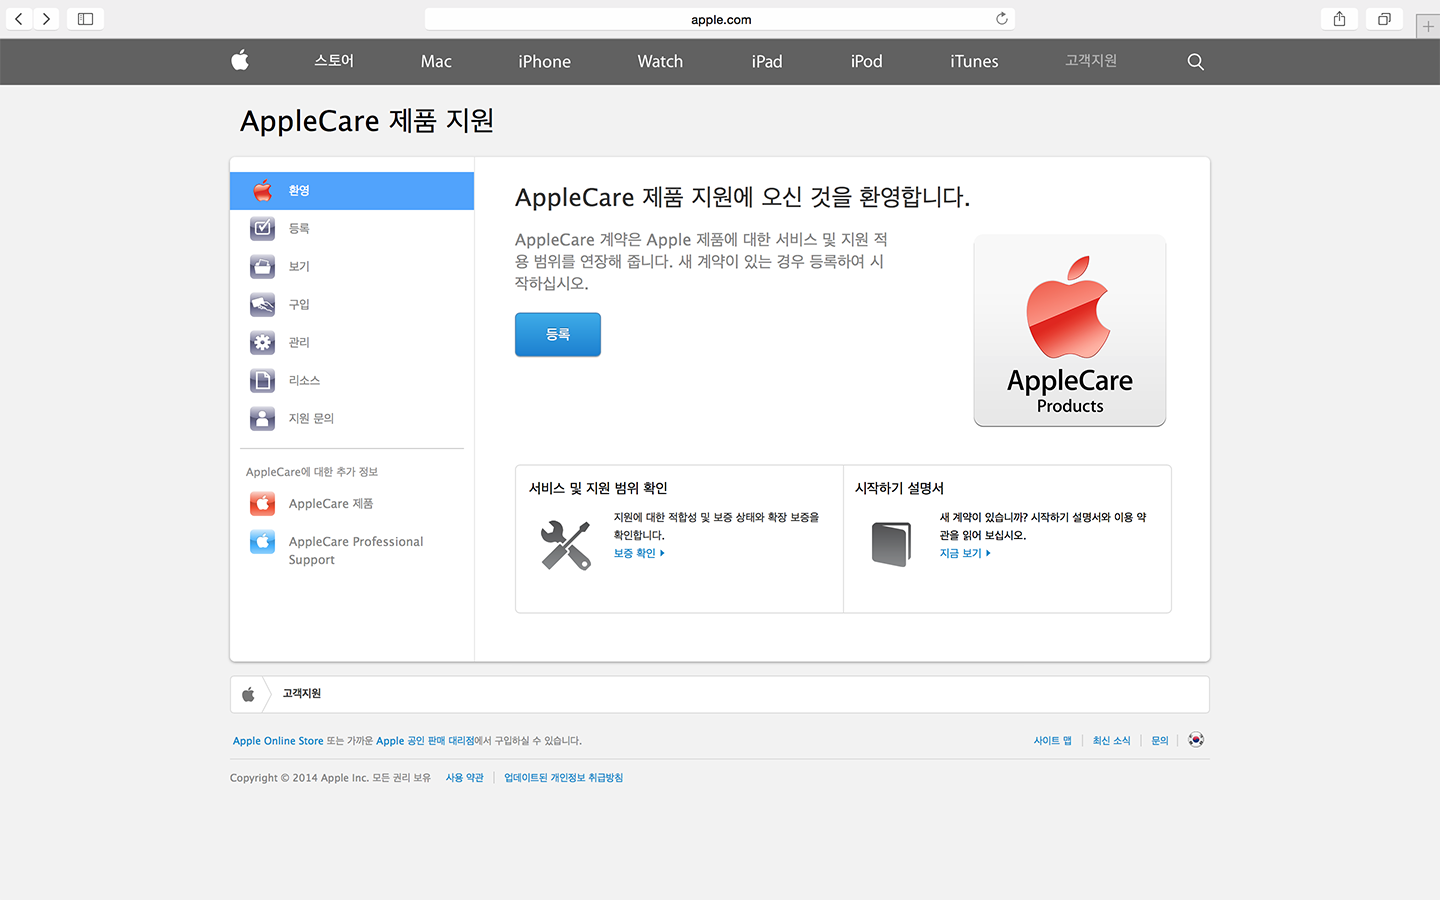 apple.com
스토어
Mac
iPhone
Watch
iPad
iPod
iTunes
고객지원
AppleCare 제품 지원
환영
등록
보기
구입
관리
리소스
지원 문의
AppleCare에 대한 추가 정보
AppleCare 제품
AppleCare Professional
Support
AppleCare 제품 지원에 오신 것을 환영합니다.
AppleCare 계약은 Apple 제품에 대한 서비스 및 지원 적
용 범위를 연장해 줍니다. 새 계약이 있는 경우 등록하여 시
작하십시오.
등록
AppleCare
Products
서비스 및 지원 범위 확인
지원에 대한 적합성 및 보증 상태와 확장 보증을
확인합니다.
보증 확인
시작하기 설명서
새 계약이 있습니까? 시작하기 설명서와 이용 약
관을 읽어 보십시오.
지금 보기
고객지원
Apple Online Store 또는 가까운 Apple 공인 판매 대리점에서 구입하실 수 있습니다.
사이트 맵
최신 소식
문의
Copyright © 2014 Apple Inc. 모든 권리 보유
사용 약관
업데이트된 개인정보 취급방침